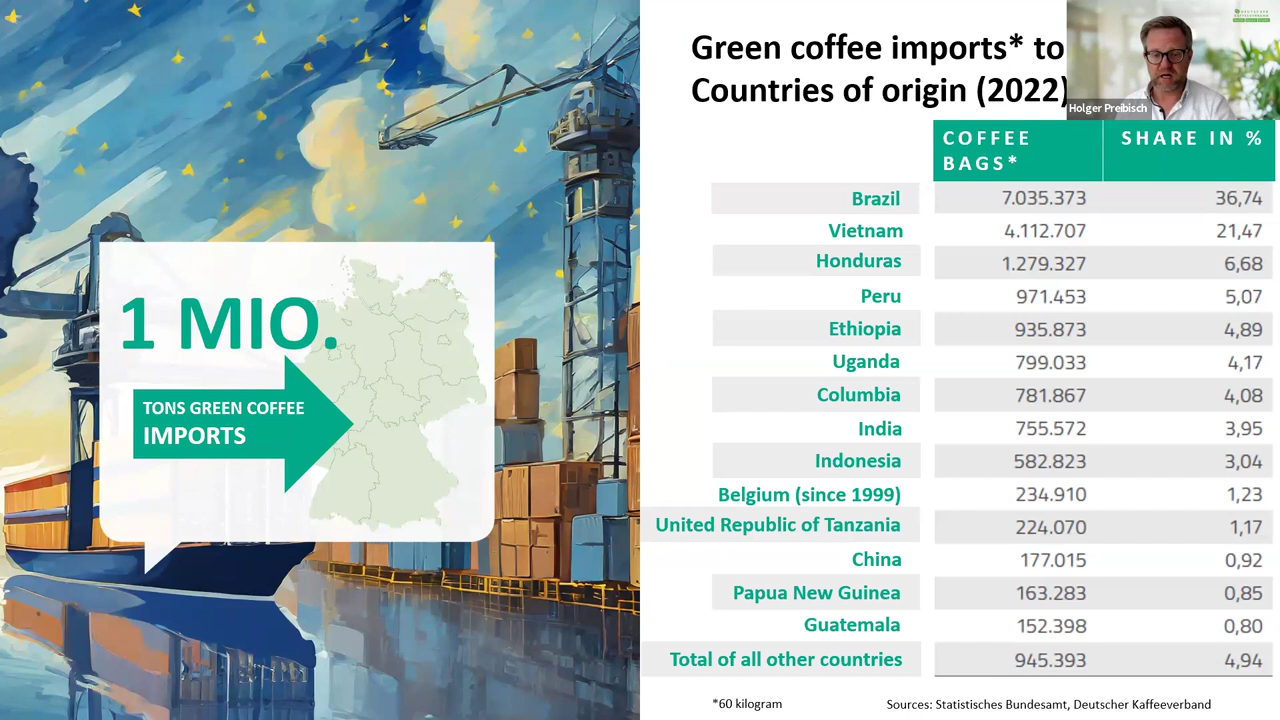 Green coffee imports* to
Countries of origin (2022)
Holger Preibisch
1 MIO.
TONS GREEN COFFEE
IMPORTS
COFFEE BAGS* SHARE IN %
Brazil 7.035.373 36,74
Vietnam 4.112.707 21,47
Honduras 1.279.327 6,68
Peru 971.453 5,07
Ethiopia 935.873 4,89
Uganda 799.033 4,17
Columbia 781.867 4,08
India 755.572 3,95
Indonesia 582.823 3,04
Belgium (since 1999) 234.910 1,23
United Republic of Tanzania 224.070 1,17
China 177.015 0,92
Papua New Guinea 163.283 0,85
Guatemala 152.398 0,80
Total of all other countries 945.393 4,94
*60 kilogram
Sources: Statistisches Bundesamt, Deutscher Kaffeeverband